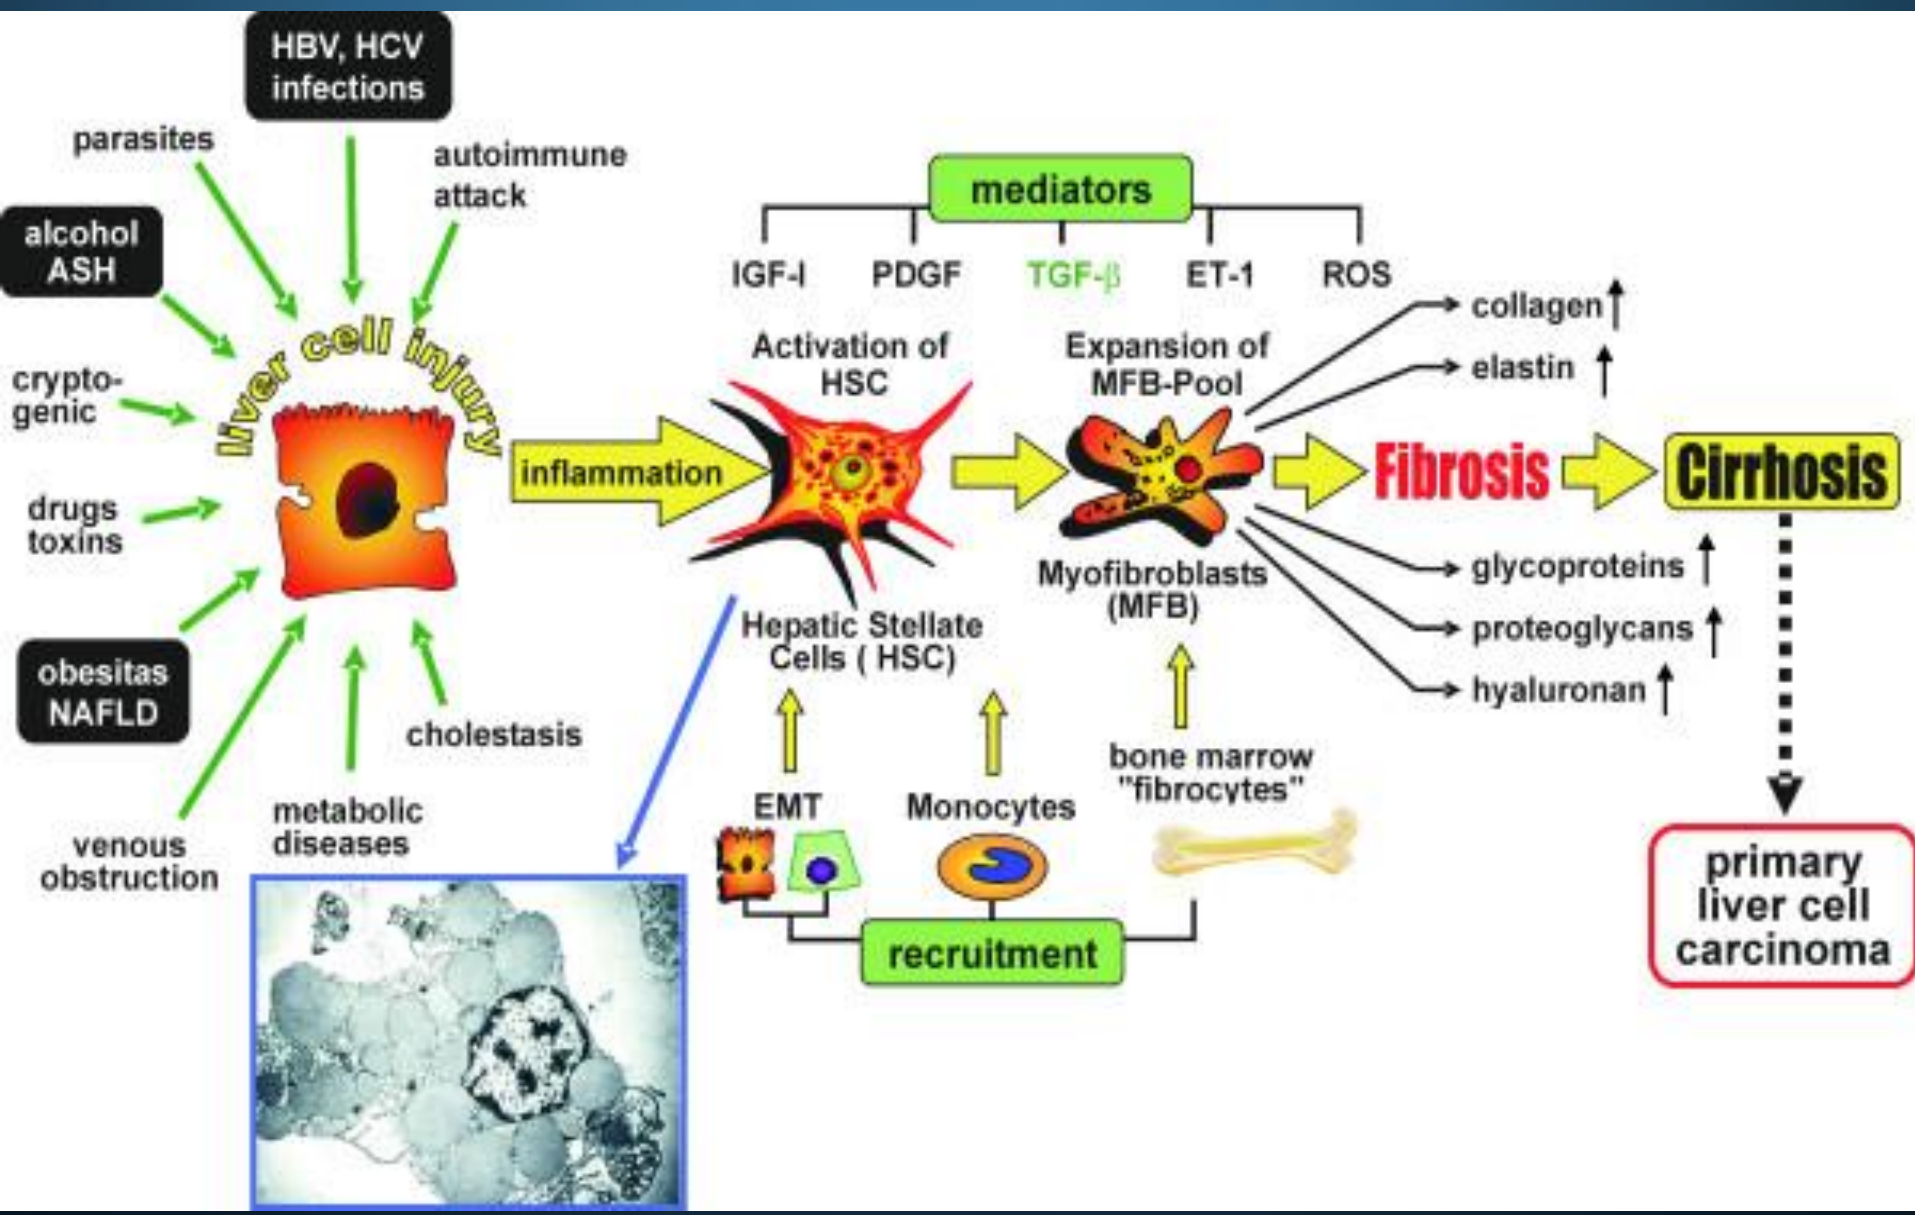 HBV, HCV
infections
parasites
autoimmune
attack
alcohol
ASH
crypto-
genic
drugs
toxins
obesitas
NAFLD
venous
obstruction
metabolic
diseases
cholestasis
liver cell injury
inflammation
mediators
IGF-I
PDGF
TGF-β
ET-1
ROS
Activation of
HSC
Expansion of
MFB-Pool
Hepatic Stellate
Cells ( HSC)
Myofibroblasts
(MFB)
EMT
Monocytes
bone marrow
"fibrocytes"
recruitment
collagen
elastin
Fibrosis
Cirrhosis
glycoproteins
proteoglycans
hyaluronan
primary
liver cell
carcinoma